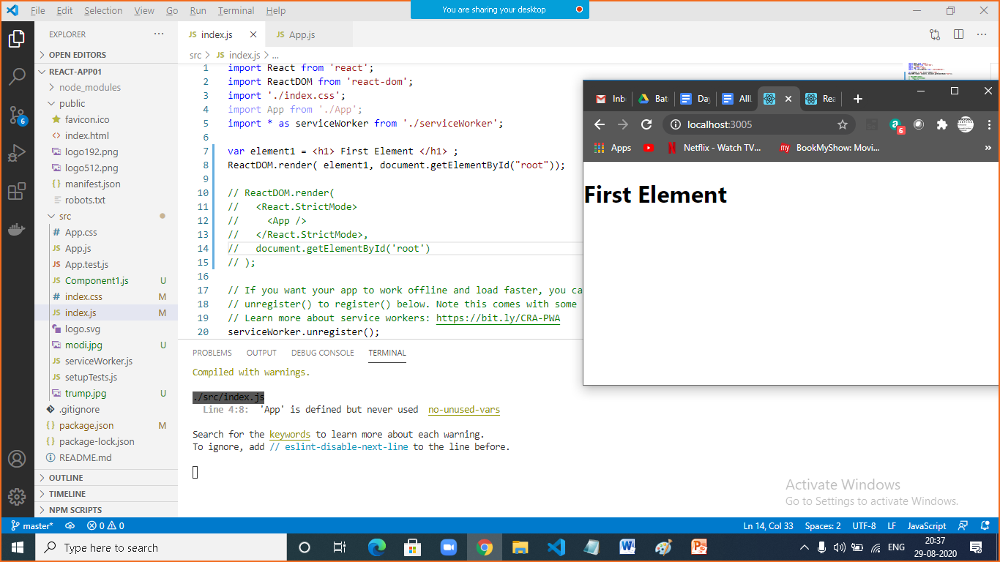 File Edit Selection View Go Run Terminal Help
You are sharing your desktop
EXPLORER
OPEN EDITORS
REACT-APP01
node_modules
public
favicon.ico
index.html
logo192.png
logo512.png
manifest.json
robots.txt
src
App.css
App.js
App.test.js
Component1.js U
index.css M
index.js M
logo.svg
modi.jpg U
serviceWorker.js
setupTests.js
trump.jpg U
.gitignore
package.json M
package-lock.json
README.md
OUTLINE
TIMELINE
NPM SCRIPTS
6
JS index.js
JS App.js
src > JS index.js > ...
1 import React from 'react';
2 import ReactDOM from 'react-dom';
3 import './index.css';
4 import App from './App';
5 import * as serviceWorker from './serviceWorker';
6
7 var element1 = <h1> First Element </h1> ;
8 ReactDOM.render( element1, document.getElementById("root"));
9
10 // ReactDOM.render(
11 //   <React.StrictMode>
12 //     <App />
13 //   </React.StrictMode>,
14 //   document.getElementById('root')
15 // );
16
17 // If you want your app to work offline and load faster, you ca
18 // unregister() to register() below. Note this comes with some
19 // Learn more about service workers: https://bit.ly/CRA-PWA
20 serviceWorker.unregister();
PROBLEMS OUTPUT DEBUG CONSOLE TERMINAL
Compiled with warnings.
./src/index.js
Line 4:8: 'App' is defined but never used no-unused-vars
Search for the keywords to learn more about each warning.
To ignore, add // eslint-disable-next-line to the line before.
Inb Bat Day AllI Rea
localhost:3005
6
Apps Netflix - Watch TV... my BookMyShow: Movi... »
First Element
Activate Windows
Go to Settings to activate Windows.
master* 0 0
Ln 14, Col 33 Spaces: 2 UTF-8 LF JavaScript
Type here to search
ENG
20:37
29-08-2020